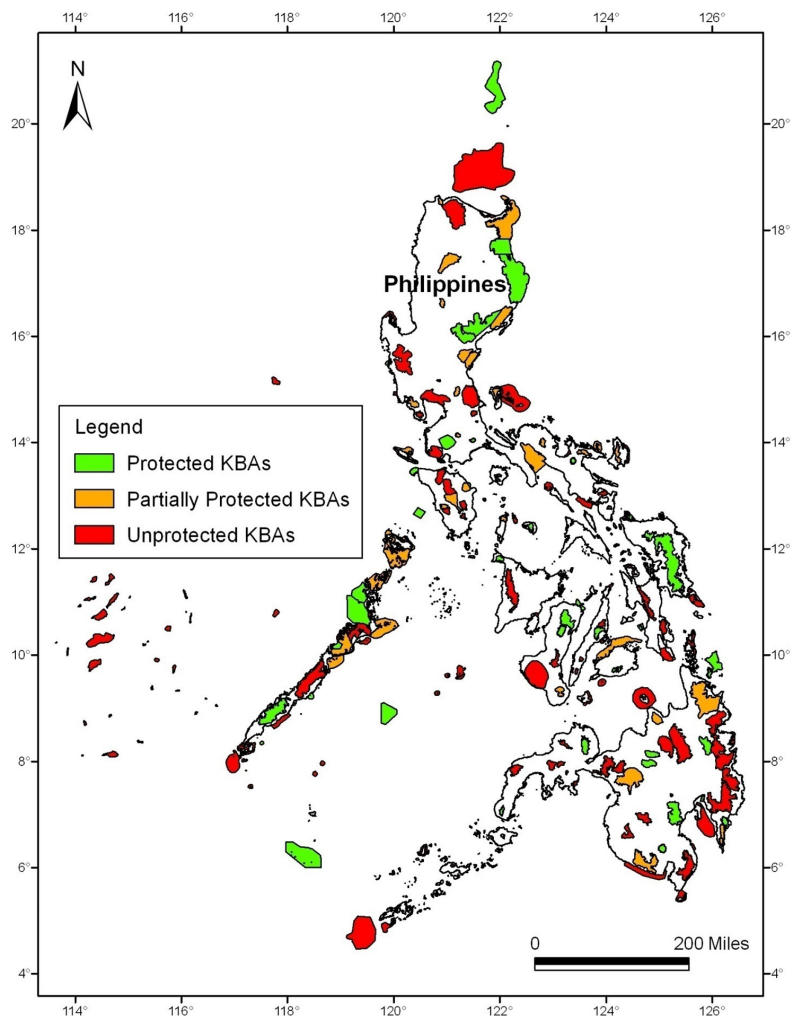 114° 116° 118° 120° 122° 124° 126°
N
20° 20°
18° 18°
Philippines
16° 16°
Legend
14° 14°
Protected KBAs
Partially Protected KBAs
Unprotected KBAs
12° 12°
10° 10°
8° 8°
6° 6°
0 200 Miles
4° 4°
114° 116° 118° 120° 122° 124° 126°